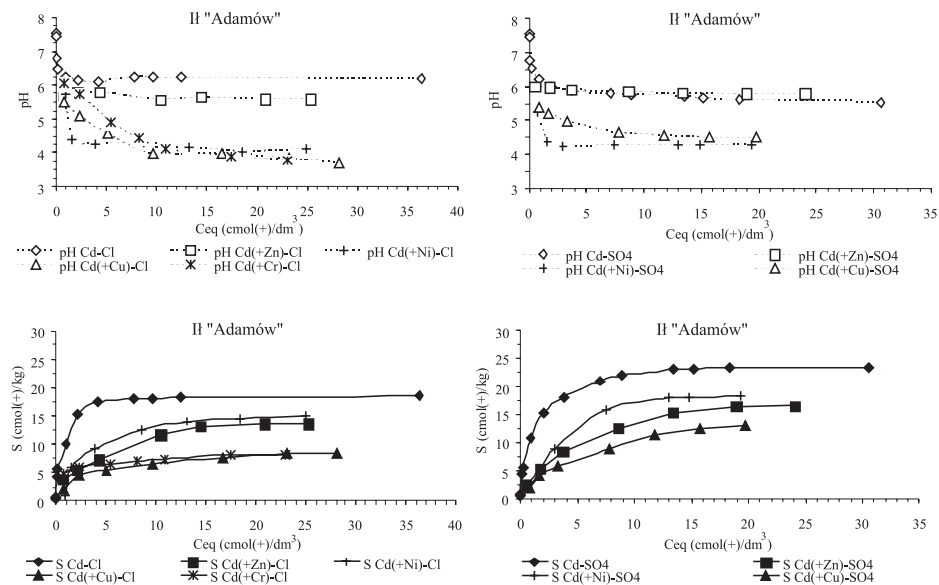 Ił "Adamów"
8
7
6
5
4
3
pH
0 5 10 15 20 25 30 35 40
Ceq (cmol(+)/dm³)
pH Cd-Cl pH Cd(+Zn)-Cl pH Cd(+Ni)-Cl
pH Cd(+Cu)-Cl pH Cd(+Cr)-Cl
Ił "Adamów"
8
7
6
5
4
3
pH
0 5 10 15 20 25 30 35
Ceq (cmol(+)/dm³)
pH Cd-SO4 pH Cd(+Zn)-SO4
pH Cd(+Ni)-SO4 pH Cd(+Cu)-SO4
Ił "Adamów"
30
25
20
15
10
5
0
S (cmol(+)/kg)
0 5 10 15 20 25 30 35 40
Ceq (cmol(+)/dm³)
S Cd-Cl S Cd(+Zn)-Cl S Cd(+Ni)-Cl
S Cd(+Cu)-Cl S Cd(+Cr)-Cl
Ił "Adamów"
30
25
20
15
10
5
0
S (cmol(+)/kg)
0 5 10 15 20 25 30 35
Ceq (cmol(+)/dm³)
S Cd-SO4 S Cd(+Zn)-SO4
S Cd(+Ni)-SO4 S Cd(+Cu)-SO4